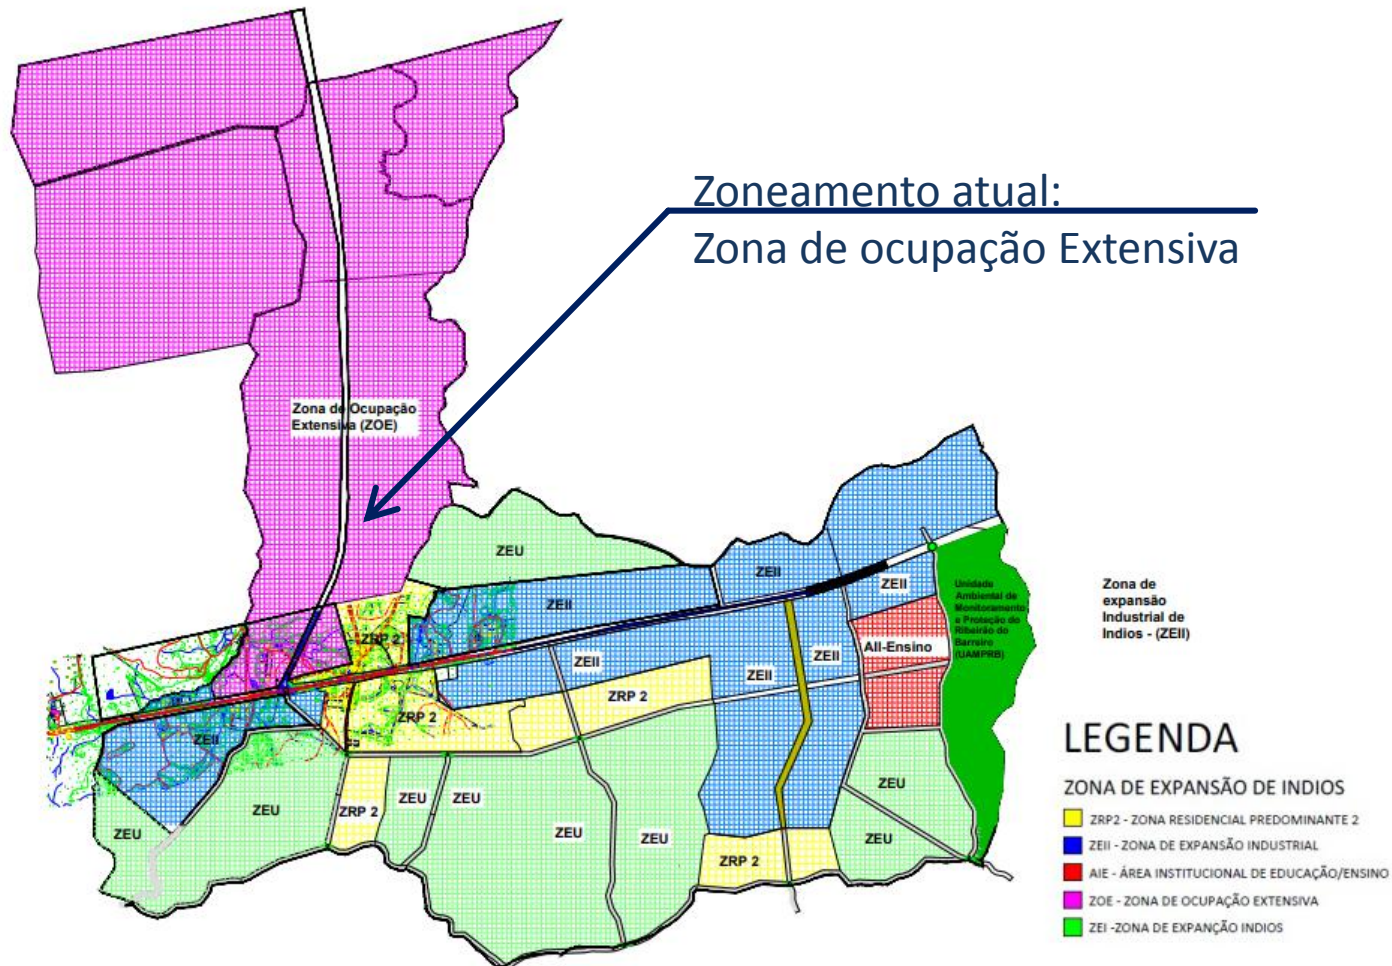 Zoneamento atual:
Zona de ocupação Extensiva
Zona de Ocupação
Extensiva (ZOE)
ZEU
ZEII
ZEII
Unidade
Ambiental de
Monitoramento
e Proteção do
Ribeirão do
Barreiro
(UAMPRB)
Zona de
expansão
Industrial de
Indios - (ZEII)
ZEII
ZRP 2
AII-Ensino
ZEII
ZEII
ZEII
ZRP 2
ZRP 2
ZEII
ZEU
ZEU
ZEU
ZEU
ZRP 2
ZEU
ZEU
ZEU
ZEU
ZRP 2
LEGENDA
ZONA DE EXPANSÃO DE INDIOS
ZRP2 - ZONA RESIDENCIAL PREDOMINANTE 2
ZEII - ZONA DE EXPANSÃO INDUSTRIAL
AIE - ÁREA INSTITUCIONAL DE EDUCAÇÃO/ENSINO
ZOE - ZONA DE OCUPAÇÃO EXTENSIVA
ZEI -ZONA DE EXPANÇÃO INDIOS